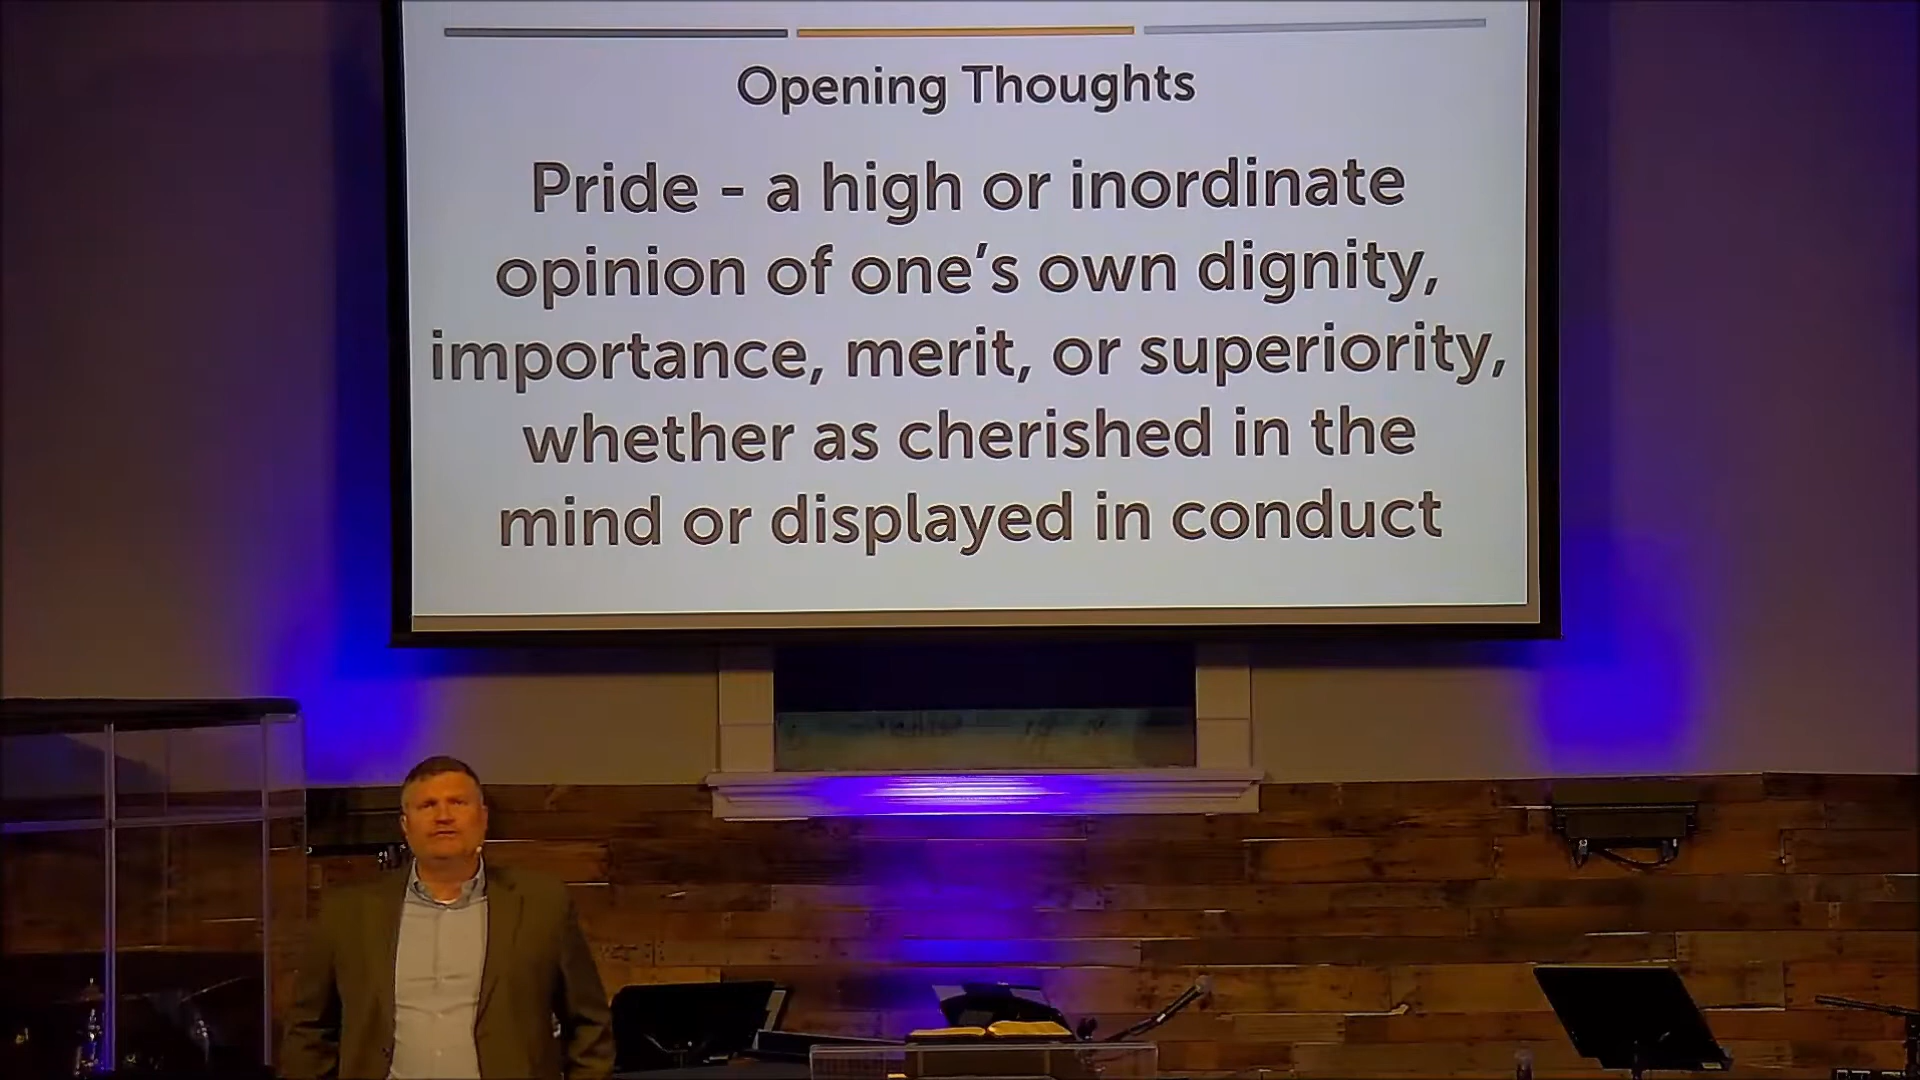 Opening Thoughts
Pride - a high or inordinate
opinion of one's own dignity,
importance, merit, or superiority,
whether as cherished in the
mind or displayed in conduct